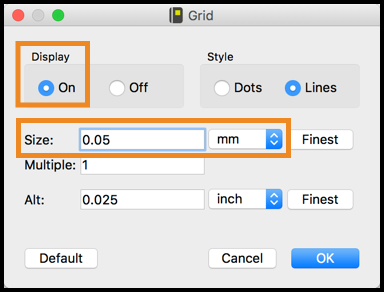 Grid
Display Style
On Off Dots Lines
Size: 0.05 mm Finest
Multiple: 1
Alt: 0.025 inch Finest
Default Cancel OK